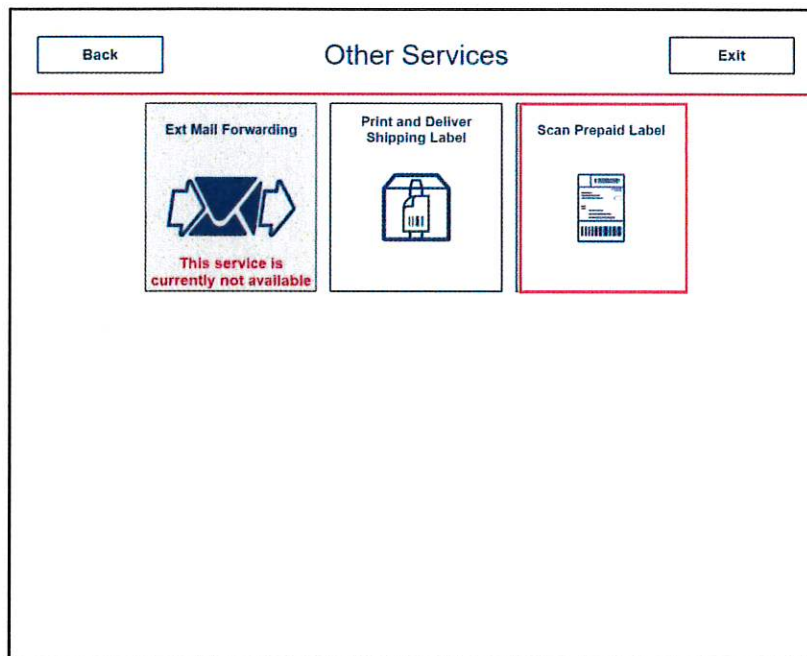 Back
Other Services
Exit
Ext Mail Forwarding
This service is
currently not available
Print and Deliver
Shipping Label
Scan Prepaid Label